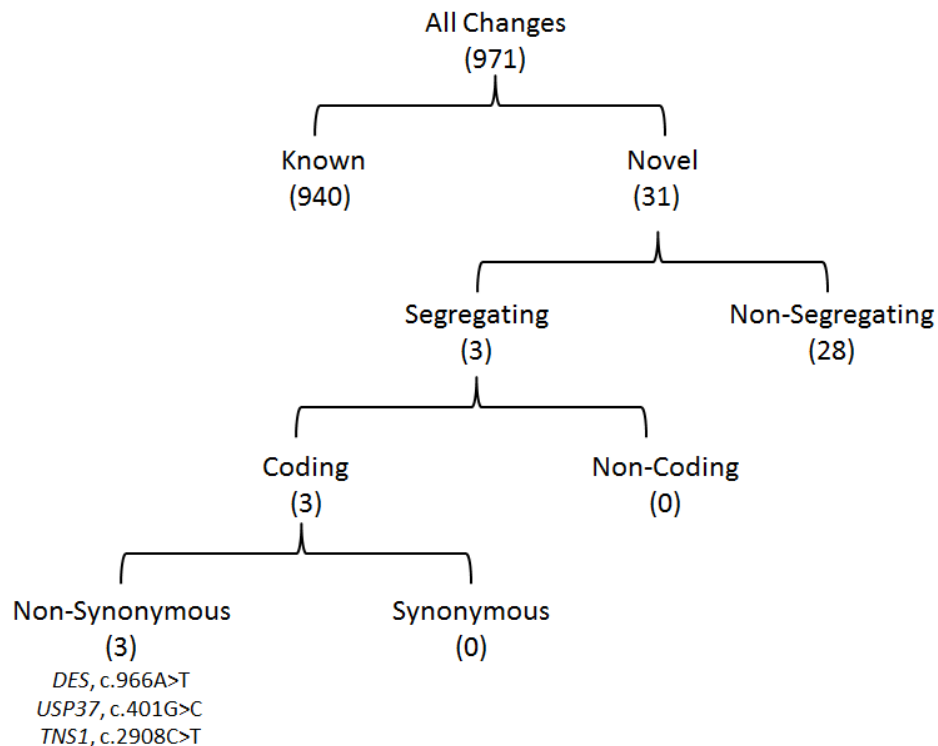 All Changes
(971)
Known
(940)
Novel
(31)
Segregating
(3)
Non-Segregating
(28)
Coding
(3)
Non-Coding
(0)
Non-Synonymous
(3)
DES, c.966A>T
USP37, c.401G>C
TNS1, c.2908C>T
Synonymous
(0)